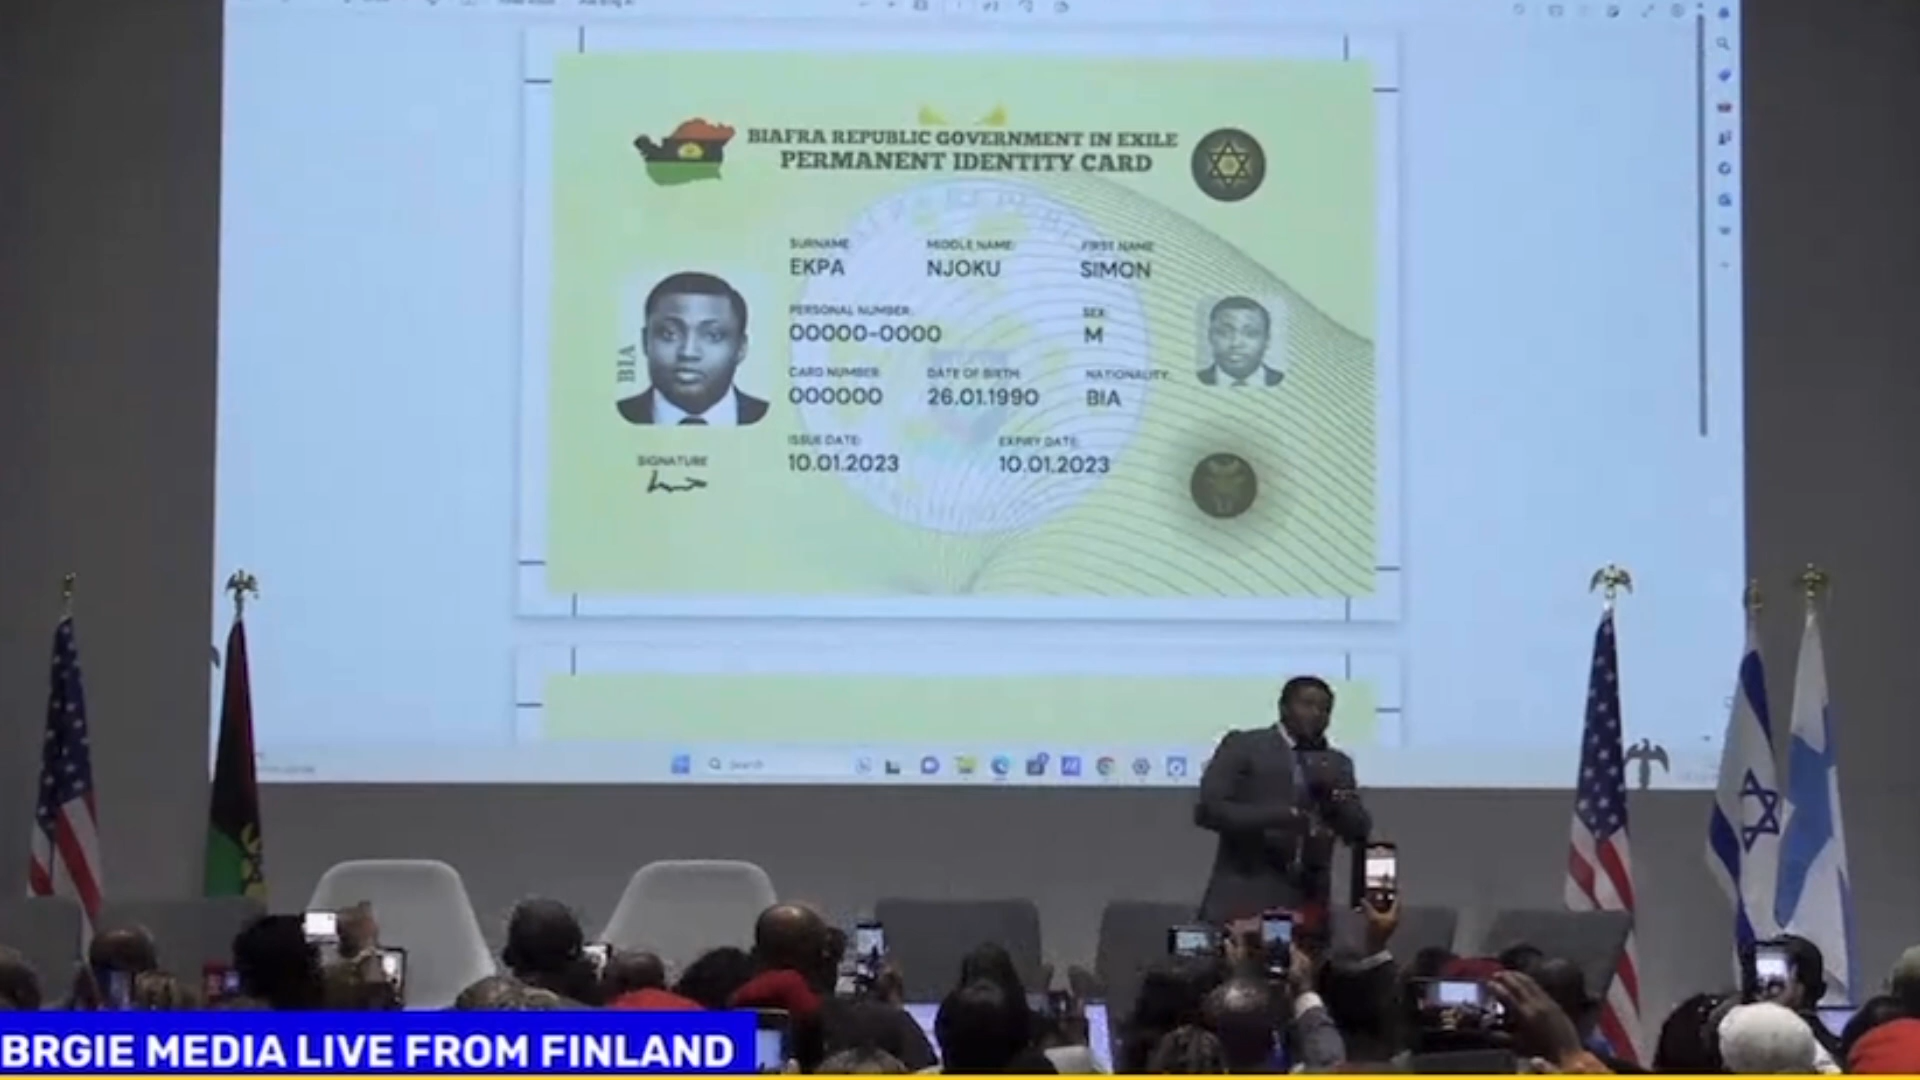 BIAFRA REPUBLIC GOVERNMENT IN EXILE
PERMANENT IDENTITY CARD
SURNAME: MIDDLE NAME: FIRST NAME
EKPA NJOKU SIMON
PERSONAL NUMBER: SEX:
00000-0000 M
BIA
CARD NUMBER: DATE OF BIRTH: NATIONALITY:
000000 26.01.1990 BIA
ISSUE DATE: EXPIRY DATE:
10.01.2023 10.01.2023
SIGNATURE
Search
BRGIE MEDIA LIVE FROM FINLAND